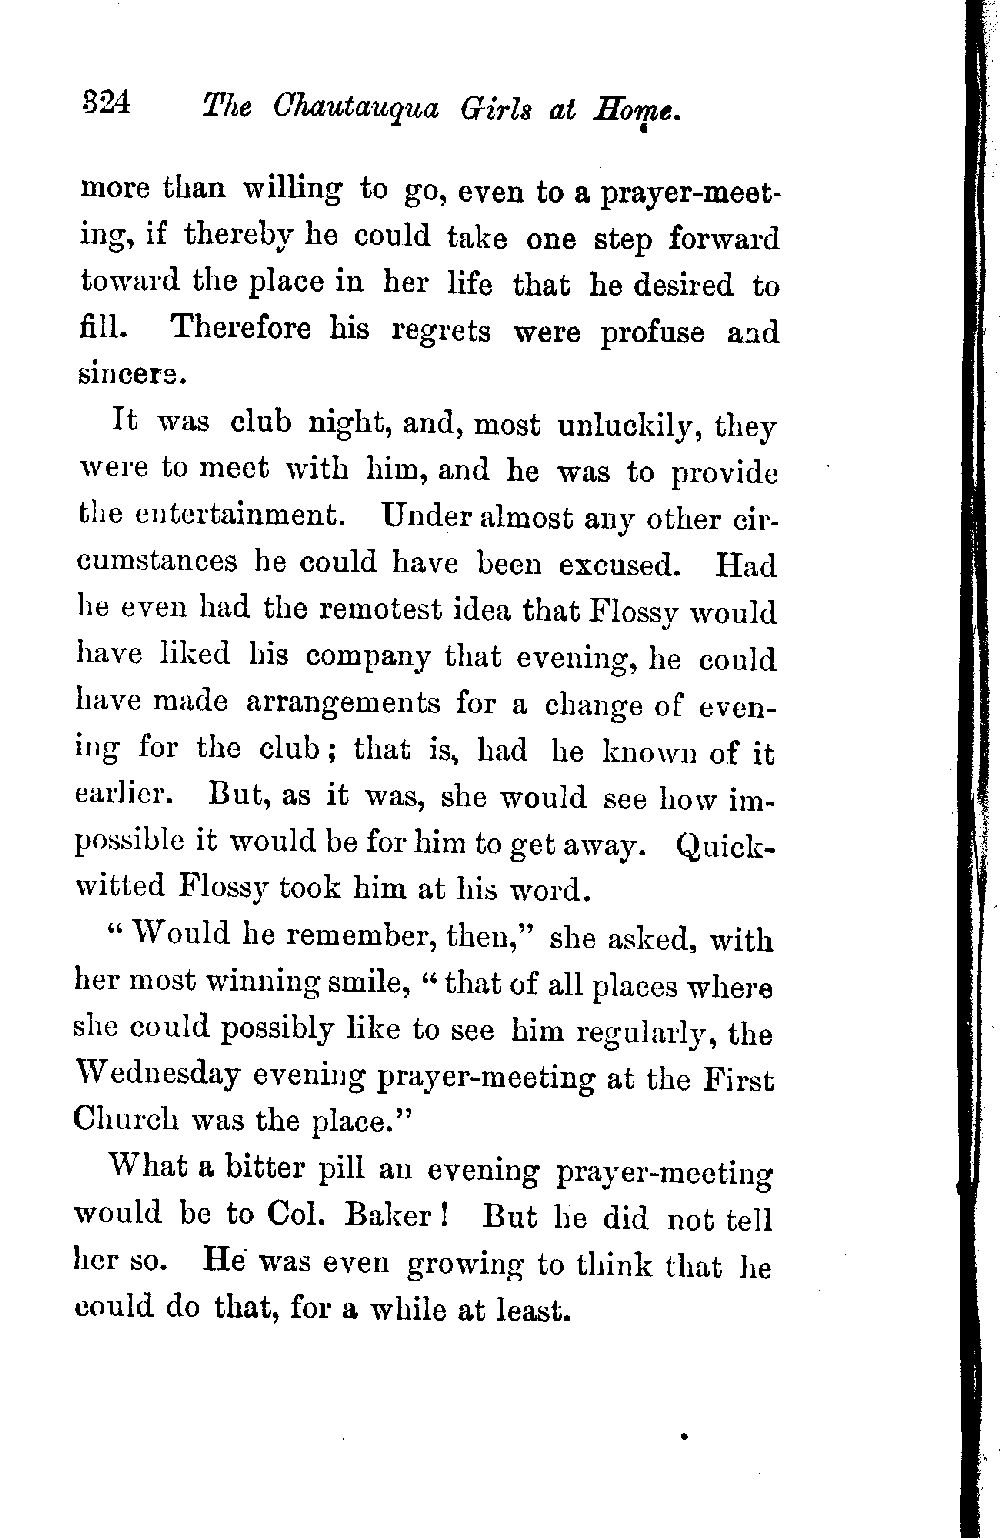 324 The Chautauqua Girls at Home.
more than willing to go, even to a prayer-meet-
ing, if thereby he could take one step forward
toward the place in her life that he desired to
fill. Therefore his regrets were profuse and
sincere.
It was club night, and, most unluckily, they
were to meet with him, and he was to provide
the entertainment. Under almost any other cir-
cumstances he could have been excused. Had
he even had the remotest idea that Flossy would
have liked his company that evening, he could
have made arrangements for a change of even-
ing for the club; that is, had he known of it
earlier. But, as it was, she would see how im-
possible it would be for him to get away. Quick-
witted Flossy took him at his word.
"Would he remember, then," she asked, with
her most winning smile, "that of all places where
she could possibly like to see him regularly, the
Wednesday evening prayer-meeting at the First
Church was the place."
What a bitter pill an evening prayer-meeting
would be to Col. Baker! But he did not tell
her so. He was even growing to think that he
could do that, for a while at least.